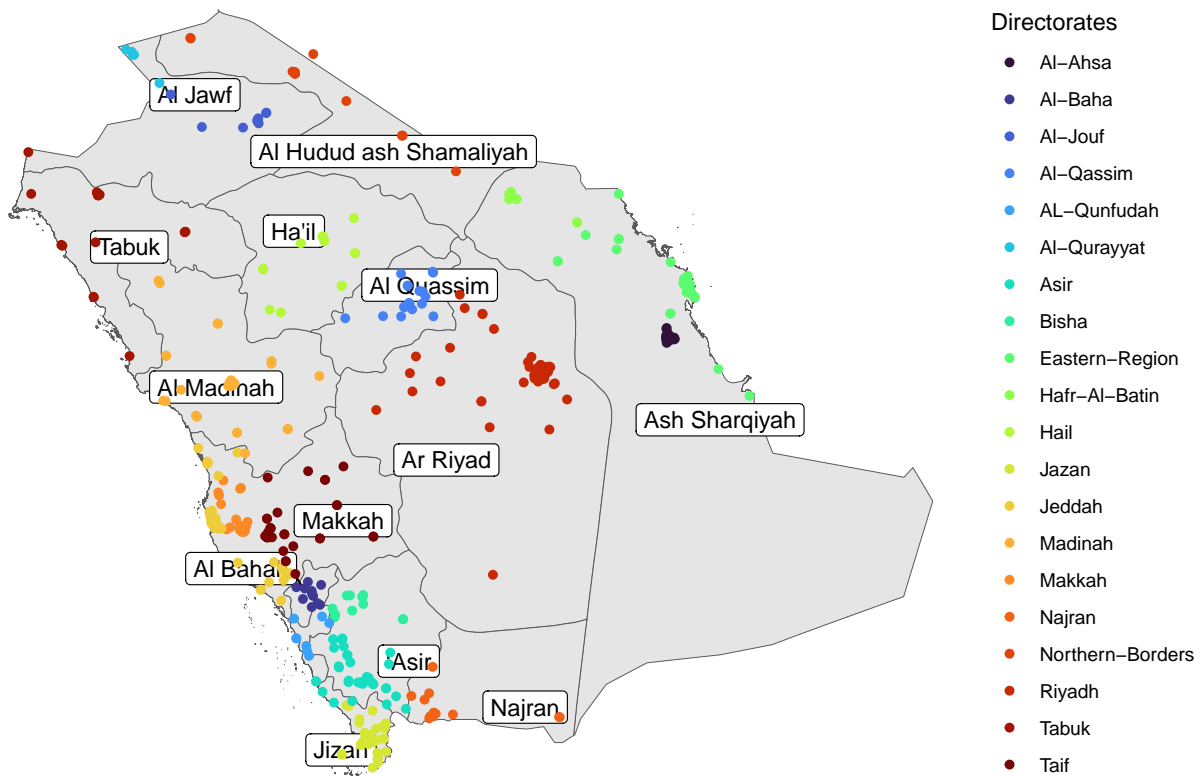 Directorates
Al−Ahsa
Al−Baha
Al−Jouf
Al−Qassim
AL−Qunfudah
Al−Qurayyat
Asir
Bisha
Eastern−Region
Hafr−Al−Batin
Hail
Jazan
Jeddah
Madinah
Makkah
Najran
Northern−Borders
Riyadh
Tabuk
Taif
Al Jawf
Al Hudud ash Shamaliyah
Ha'il
Tabuk
Al Quassim
Al Madinah
Ash Sharqiyah
Ar Riyad
Makkah
Al Bahah
Asir
Najran
Jizan